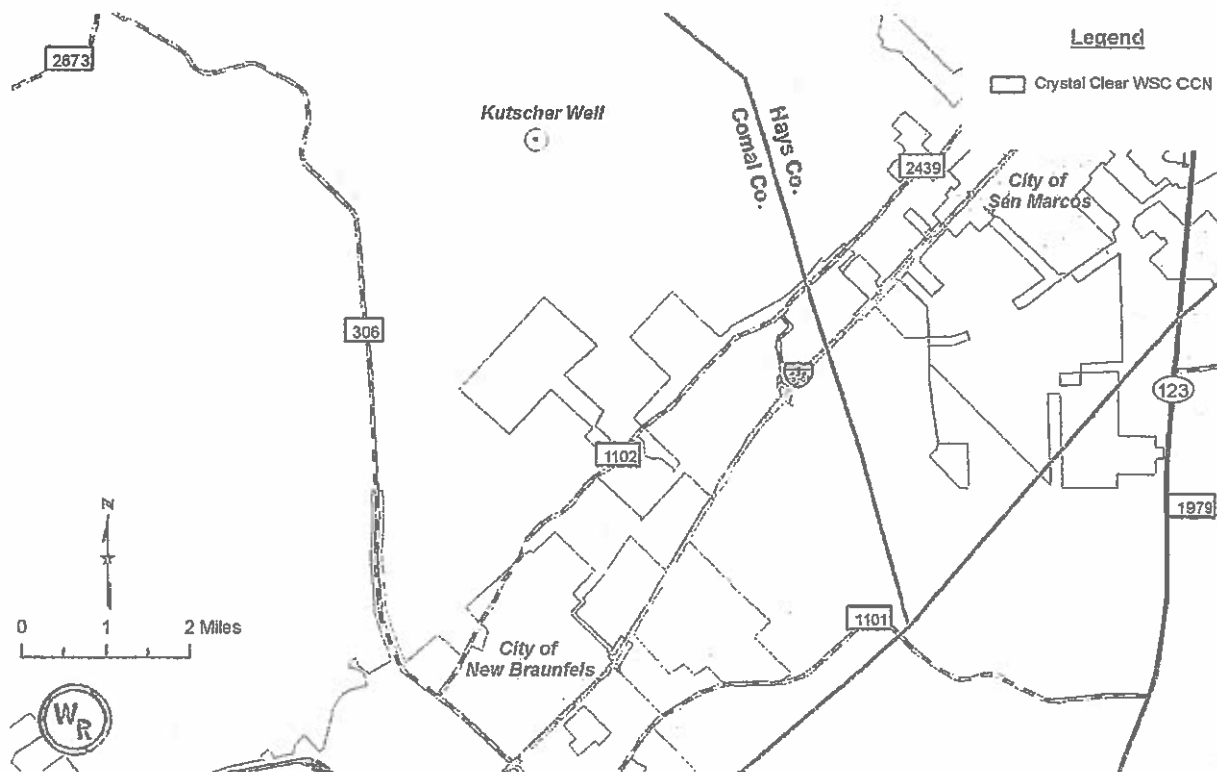 2673
Kutscher Well
Legend
Crystal Clear WSC CCN
Hays Co.
Comal Co.
2439
City of
San Marcos
306
35
123
1102
1979
N
0 1 2 Miles
1101
City of
New Braunfels
WR